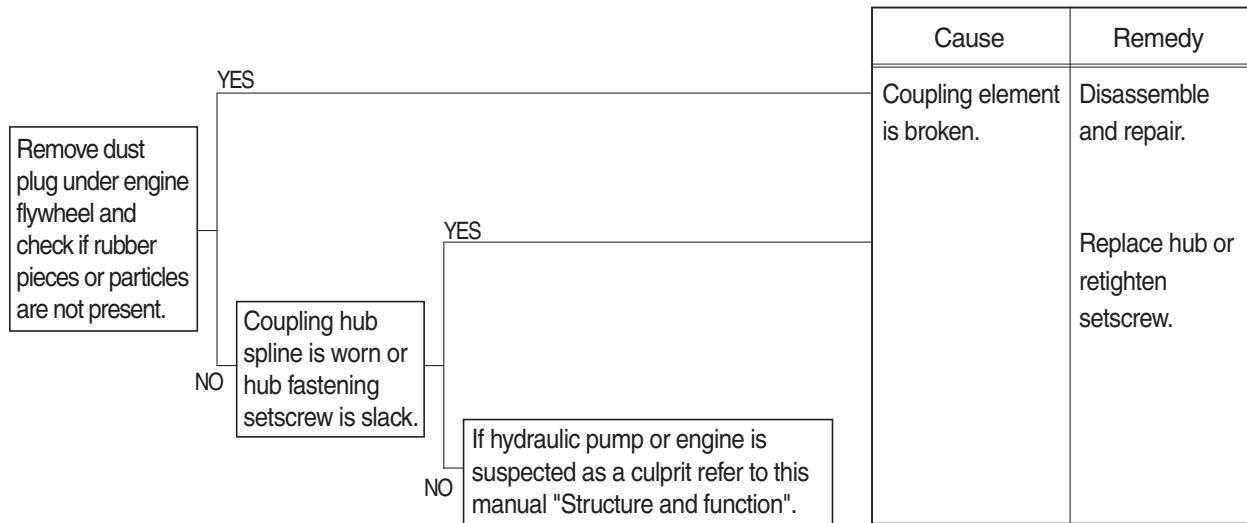 Cause
Remedy
YES
Coupling element
is broken.
Disassemble
and repair.
Remove dust
plug under engine
flywheel and
check if rubber
pieces or particles
are not present.
YES
Replace hub or
retighten
setscrew.
NO
Coupling hub
spline is worn or
hub fastening
setscrew is slack.
NO
If hydraulic pump or engine is
suspected as a culprit refer to this
manual "Structure and function".